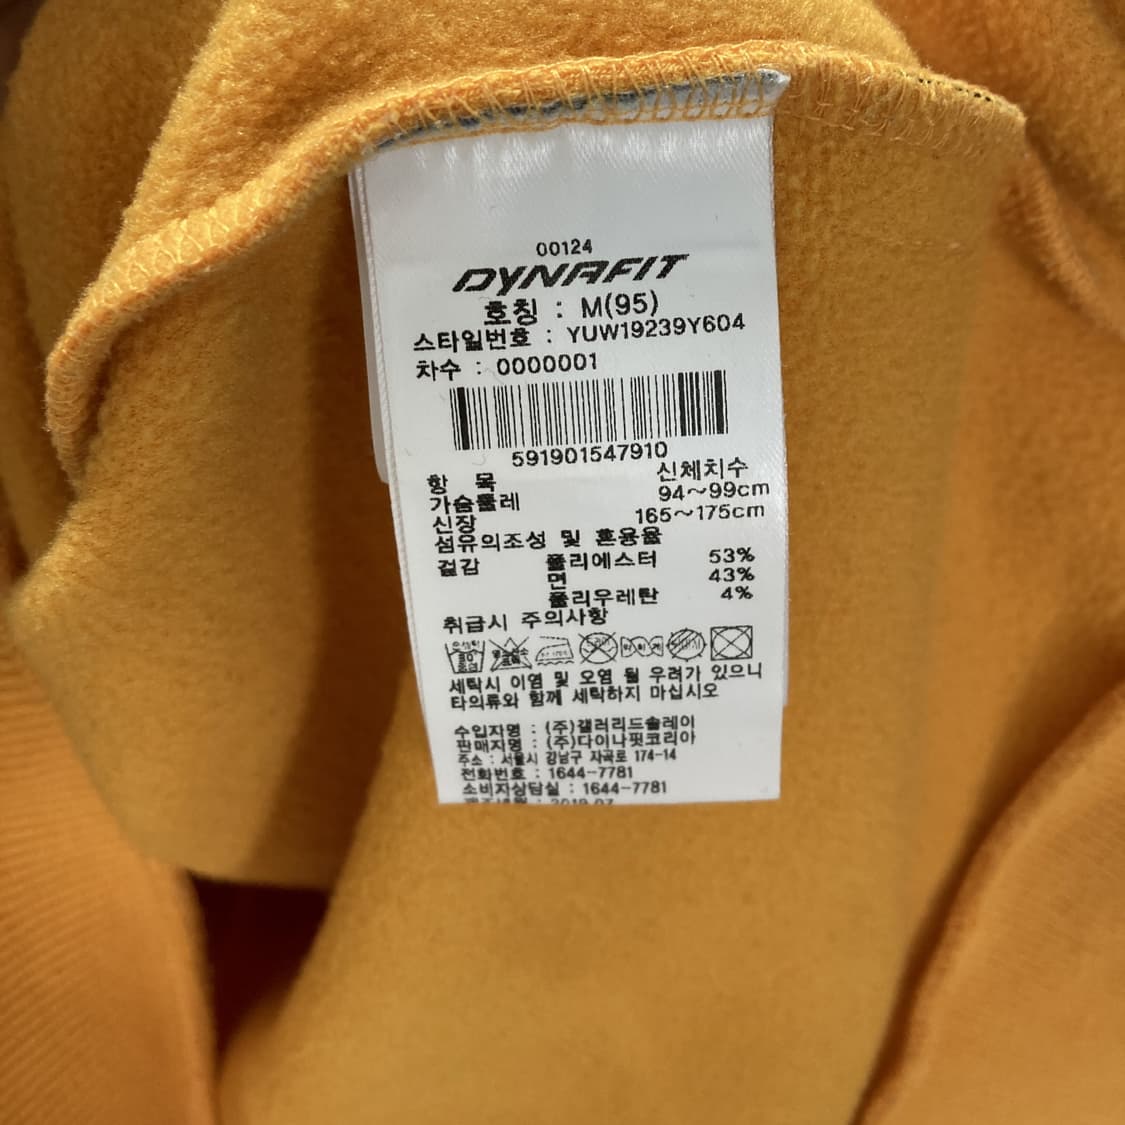 00124
DYNAFIT
호칭 : M(95)
스타일번호 : YUW19239Y604
차수 : 0000001
591901547910
항 목 신체치수
가슴둘레 94~99cm
신장 165~175cm
섬유의조성 및 혼용율
겉감 폴리에스터 53%
면 43%
폴리우레탄 4%
취급시 주의사항
세탁시 이염 및 오염 될 우려가 있으니
타의류와 함께 세탁하지 마십시오
수입자명 : (주)갤러리드솔레이
판매자명 : (주)다이나핏코리아
주소 : 서울시 강남구 자곡로 174-14
전화번호 : 1644-7781
소비자상담실 : 1644-7781
제조년월 : 2019.07